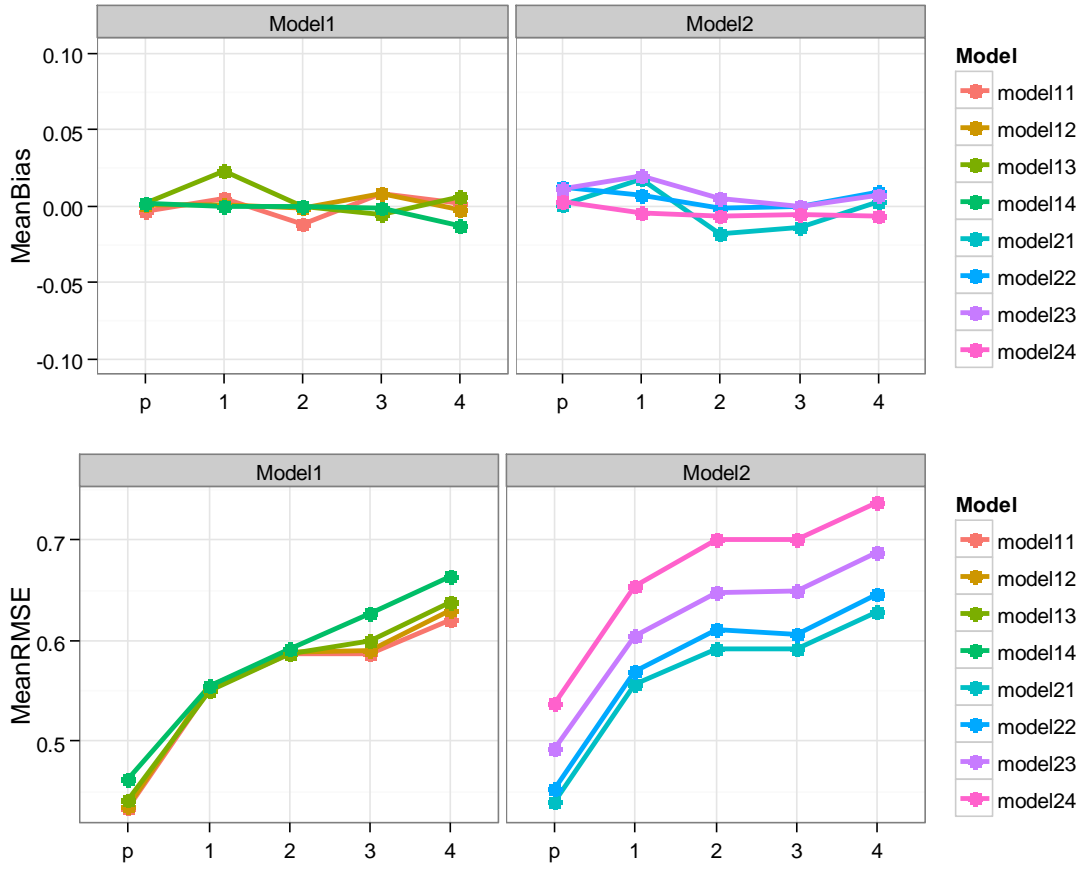 Model1 Model2
MeanBias
0.10
0.05
0.00
-0.05
-0.10
p 1 2 3 4 p 1 2 3 4
Model
model11
model12
model13
model14
model21
model22
model23
model24
Model1 Model2
MeanRMSE
0.7
0.6
0.5
p 1 2 3 4 p 1 2 3 4
Model
model11
model12
model13
model14
model21
model22
model23
model24